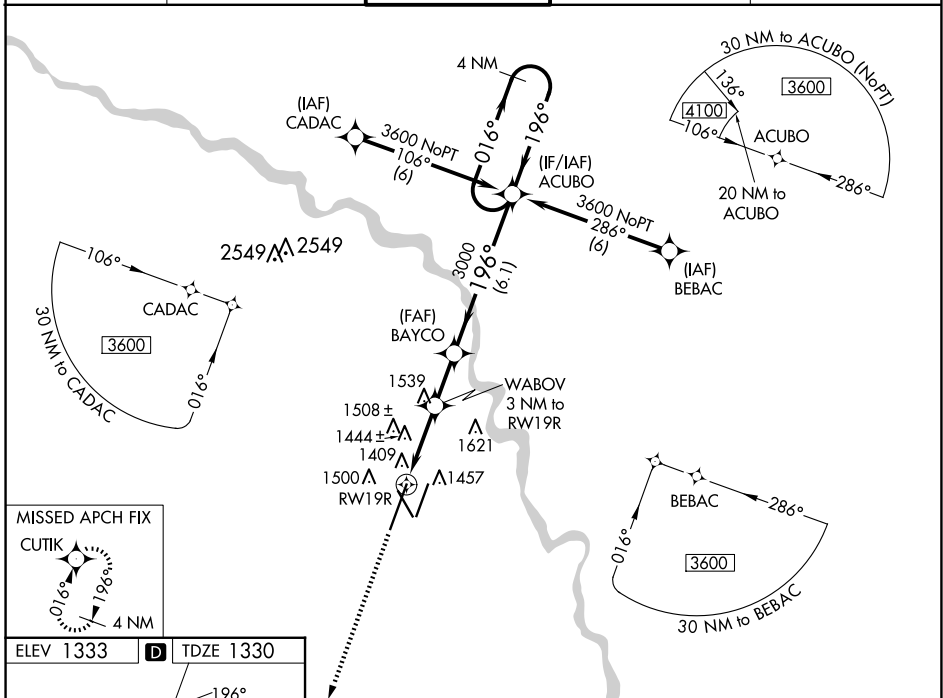 4 NM
30 NM to ACUBO (NoPT)
136°
3600
4100
106°
ACUBO
286°
20 NM to
ACUBO
(IAF)
CADAC
3600 NoPT
106°
(6)
016°
196°
(IF/IAF)
ACUBO
3600 NoPT
286°
(6)
(IAF)
BEBAC
2549
2549
3000
196°
(6.1)
106°
CADAC
3600
016°
30 NM to CADAC
(FAF)
BAYCO
1539
WABOV
3 NM to
RW19R
1508 ±
1444 ±
1621
1409
1500
1457
RW19R
BEBAC
286°
016°
3600
30 NM to BEBAC
MISSED APCH FIX
CUTIK
016°
196°
4 NM
ELEV 1333
D
TDZE 1330
196°